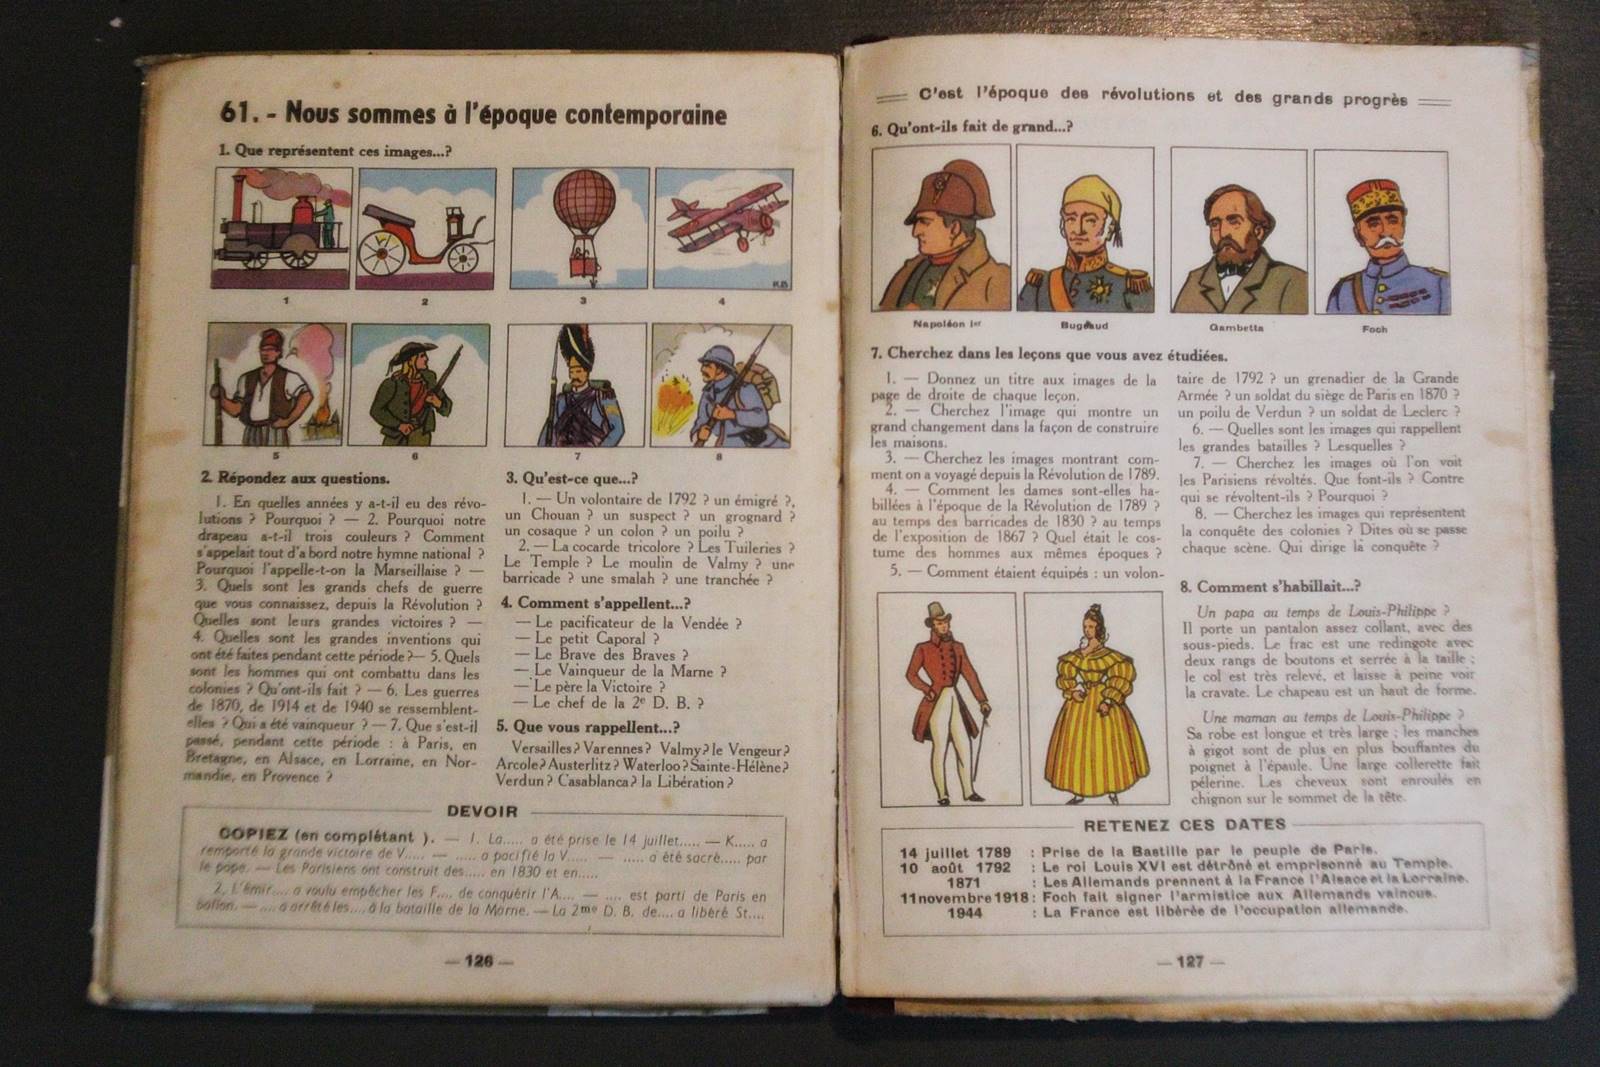 61. - Nous sommes à l'époque contemporaine
1. Que représentent ces images...?
1
2
3
4
5
6
7
8
2. Répondez aux questions.
1. En quelles années y a-t-il eu des révo-
lutions ? Pourquoi ? — 2. Pourquoi notre
drapeau a-t-il trois couleurs ? Comment
s'appelait tout d'abord notre hymne national ?
Pourquoi l'appelle-t-on la Marseillaise ? —
3. Quels sont les grands chefs de guerre
que vous connaissez, depuis la Révolution ?
Quelles sont leurs grandes victoires ? —
4. Quelles sont les grandes inventions qui
ont été faites pendant cette période ? — 5. Quels
sont les hommes qui ont combattu dans les
colonies ? Qu'ont-ils fait ? — 6. Les guerres
de 1870, de 1914 et de 1940 se ressemblent-
elles ? Qui a été vainqueur ? — 7. Que s'est-il
passé, pendant cette période : à Paris, en
Bretagne, en Alsace, en Lorraine, en Nor-
mandie, en Provence ?
3. Qu'est-ce que...?
1. — Un volontaire de 1792 ? un émigré ?,
un Chouan ? un suspect ? un grognard ?
un cosaque ? un colon ? un poilu ?
2. — La cocarde tricolore ? Les Tuileries ?
Le Temple ? Le moulin de Valmy ? une
barricade ? une smalah ? une tranchée ?
4. Comment s'appellent...?
— Le pacificateur de la Vendée ?
— Le petit Caporal ?
— Le Brave des Braves ?
— Le Vainqueur de la Marne ?
— Le père la Victoire ?
— Le chef de la 2e D. B. ?
5. Que vous rappellent...?
Versailles ? Varennes ? Valmy ? le Vengeur ?
Arcole ? Austerlitz ? Waterloo ? Sainte-Hélène ?
Verdun ? Casablanca ? la Libération ?
DEVOIR
COPIEZ (en complétant ). — 1. La..... a été prise le 14 juillet..... — K..... a
remporté la grande victoire de V..... — ..... a pacifié la V..... — ..... a été sacré..... par
le pape. — Les Parisiens ont construit des..... en 1830 et en.....
2. L'émir.... a voulu empêcher les F.... de conquérir l'A.... — .... est parti de Paris en
ballon. — .... a arrêté les.... à la bataille de la Marne. — La 2me D. B. de.... a libéré St....
— 126 —
C'est l'époque des révolutions et des grands progrès
6. Qu'ont-ils fait de grand...?
Napoléon Ier
Bugeaud
Gambetta
Foch
7. Cherchez dans les leçons que vous avez étudiées.
1. — Donnez un titre aux images de la
page de droite de chaque leçon.
2. — Cherchez l'image qui montre un
grand changement dans la façon de construire
les maisons.
3. — Cherchez les images montrant com-
ment on a voyagé depuis la Révolution de 1789.
4. — Comment les dames sont-elles ha-
billées à l'époque de la Révolution de 1789 ?
au temps des barricades de 1830 ? au temps
de l'exposition de 1867 ? Quel était le cos-
tume des hommes aux mêmes époques ?
5. — Comment étaient équipés : un volon-
taire de 1792 ? un grenadier de la Grande
Armée ? un soldat du siège de Paris en 1870 ?
un poilu de Verdun ? un soldat de Leclerc ?
6. — Quelles sont les images qui rappellent
les grandes batailles ? Lesquelles ?
7. — Cherchez les images où l'on voit
les Parisiens révoltés. Que font-ils ? Contre
qui se révoltent-ils ? Pourquoi ?
8. — Cherchez les images qui représentent
la conquête des colonies ? Dites où se passe
chaque scène. Qui dirige la conquête ?
8. Comment s'habillait...?
Un papa au temps de Louis-Philippe ?
Il porte un pantalon assez collant, avec des
sous-pieds. Le frac est une redingote avec
deux rangs de boutons et serrée à la taille ;
le col est très relevé, et laisse à peine voir
la cravate. Le chapeau est un haut de forme.
Une maman au temps de Louis-Philippe ?
Sa robe est longue et très large ; les manches
à gigot sont de plus en plus bouffantes du
poignet à l'épaule. Une large collerette fait
pélerine. Les cheveux sont enroulés en
chignon sur le sommet de la tête.
RETENEZ CES DATES
14 juillet 1789 : Prise de la Bastille par le peuple de Paris.
10 août 1792 : Le roi Louis XVI est détrôné et emprisonné au Temple.
1871 : Les Allemands prennent à la France l'Alsace et la Lorraine.
11 novembre 1918 : Foch fait signer l'armistice aux Allemands vaincus.
1944 : La France est libérée de l'occupation allemande.
— 127 —